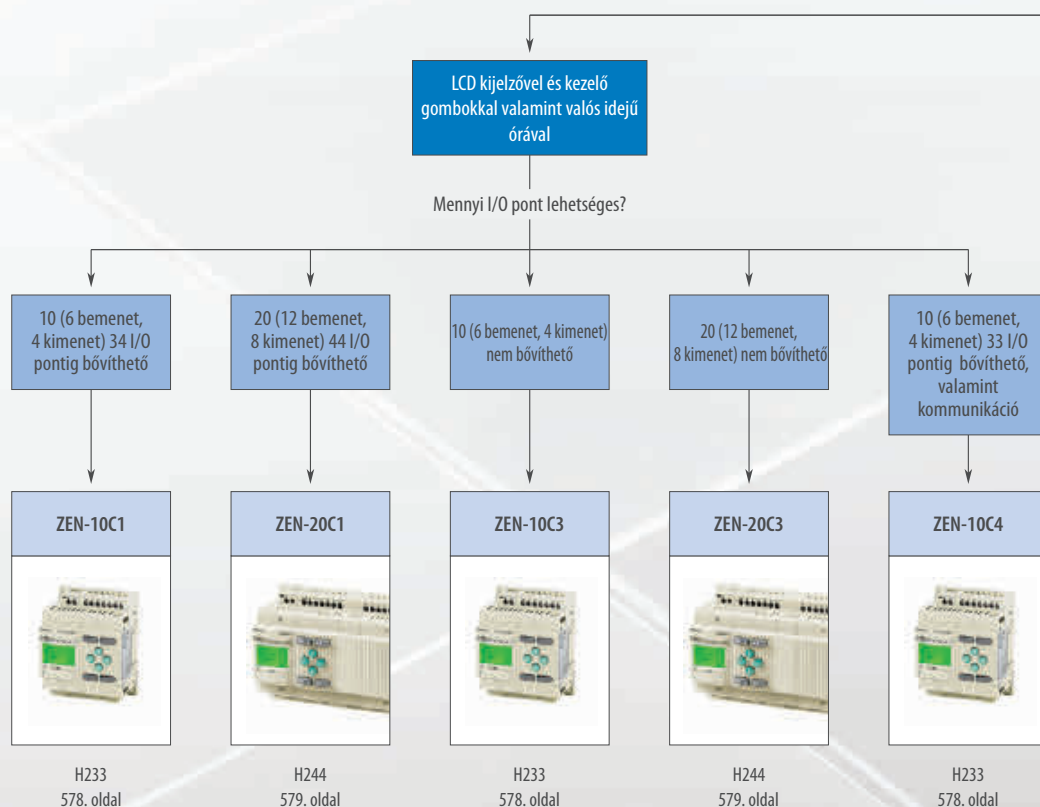 LCD kijelzővel és kezelő
gombokkal valamint valós idejű
órával
Mennyi I/O pont lehetséges?
10 (6 bemenet,
4 kimenet) 34 I/O
pontig bővíthető
20 (12 bemenet,
8 kimenet) 44 I/O
pontig bővíthető
10 (6 bemenet, 4 kimenet)
nem bővíthető
20 (12 bemenet,
8 kimenet) nem bővíthető
10 (6 bemenet,
4 kimenet) 33 I/O
pontig bővíthető,
valamint
kommunikáció
ZEN-10C1
ZEN-20C1
ZEN-10C3
ZEN-20C3
ZEN-10C4
H233
578. oldal
H244
579. oldal
H233
578. oldal
H244
579. oldal
H233
578. oldal